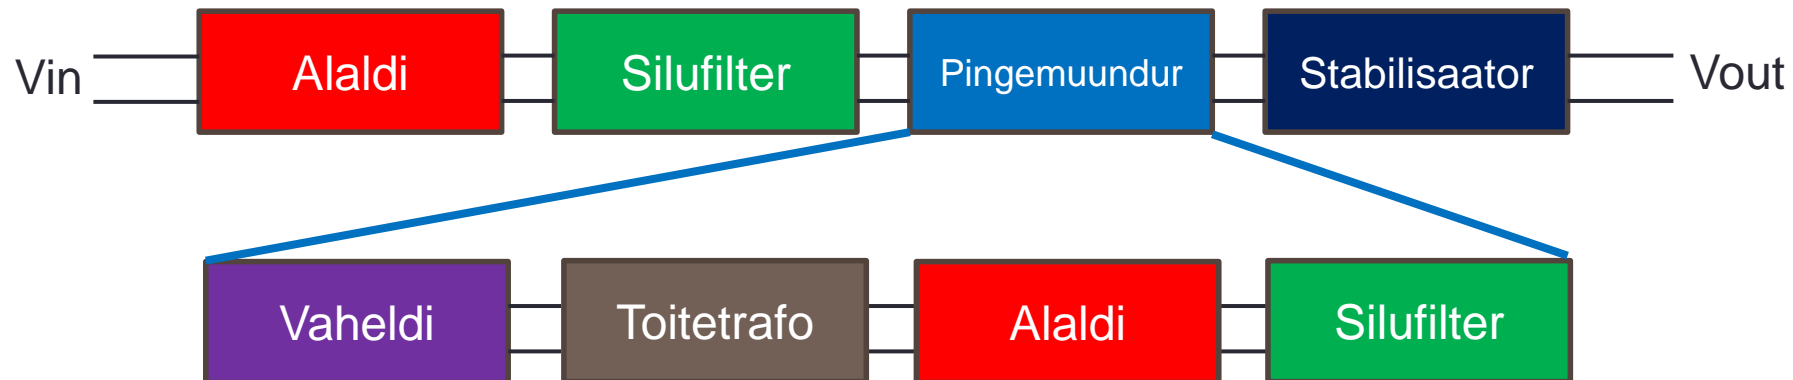 Vin
Alaldi
Silufilter
Pingemuundur
Stabilisaator
Vout
Vaheldi
Toitetrafo
Alaldi
Silufilter